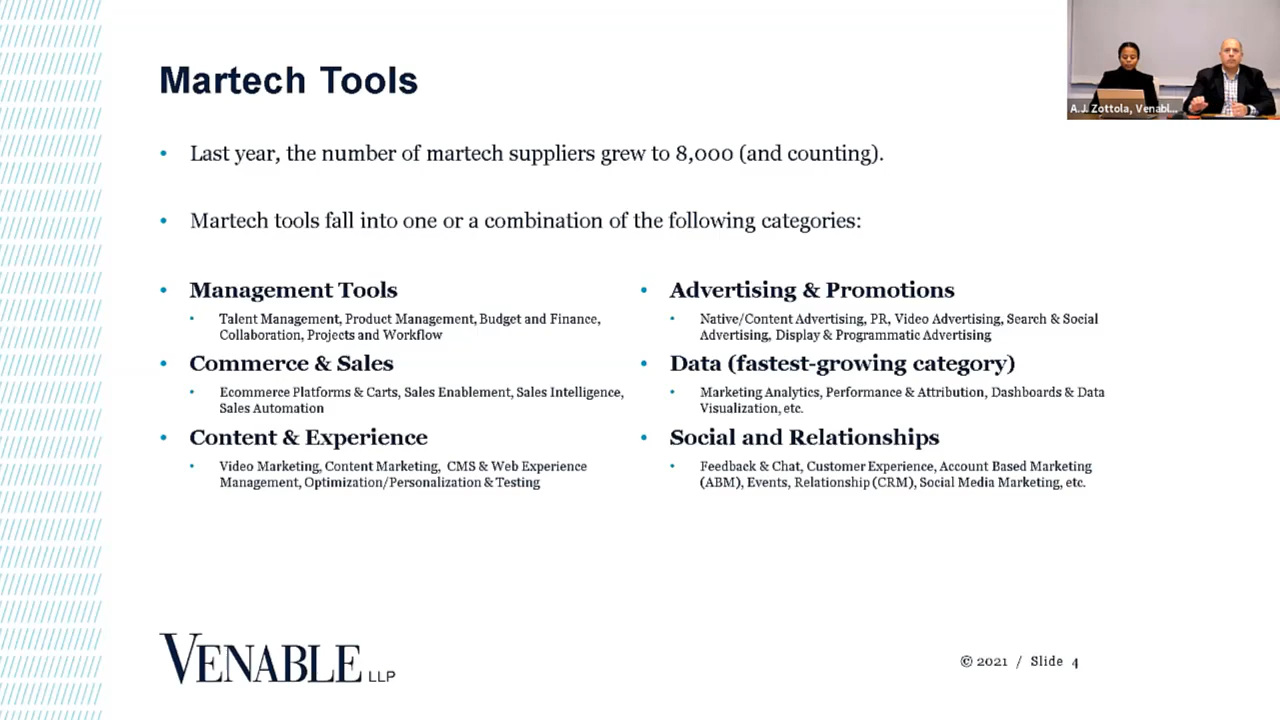 Martech Tools
A.J. Zottola, Venabl...
• Last year, the number of martech suppliers grew to 8,000 (and counting).
• Martech tools fall into one or a combination of the following categories:
• Management Tools
• Talent Management, Product Management, Budget and Finance,
Collaboration, Projects and Workflow
• Commerce & Sales
• Ecommerce Platforms & Carts, Sales Enablement, Sales Intelligence,
Sales Automation
• Content & Experience
• Video Marketing, Content Marketing, CMS & Web Experience
Management, Optimization/Personalization & Testing
• Advertising & Promotions
• Native/Content Advertising, PR, Video Advertising, Search & Social
Advertising, Display & Programmatic Advertising
• Data (fastest-growing category)
• Marketing Analytics, Performance & Attribution, Dashboards & Data
Visualization, etc.
• Social and Relationships
• Feedback & Chat, Customer Experience, Account Based Marketing
(ABM), Events, Relationship (CRM), Social Media Marketing, etc.
VENABLE LLP
© 2021 / Slide 4